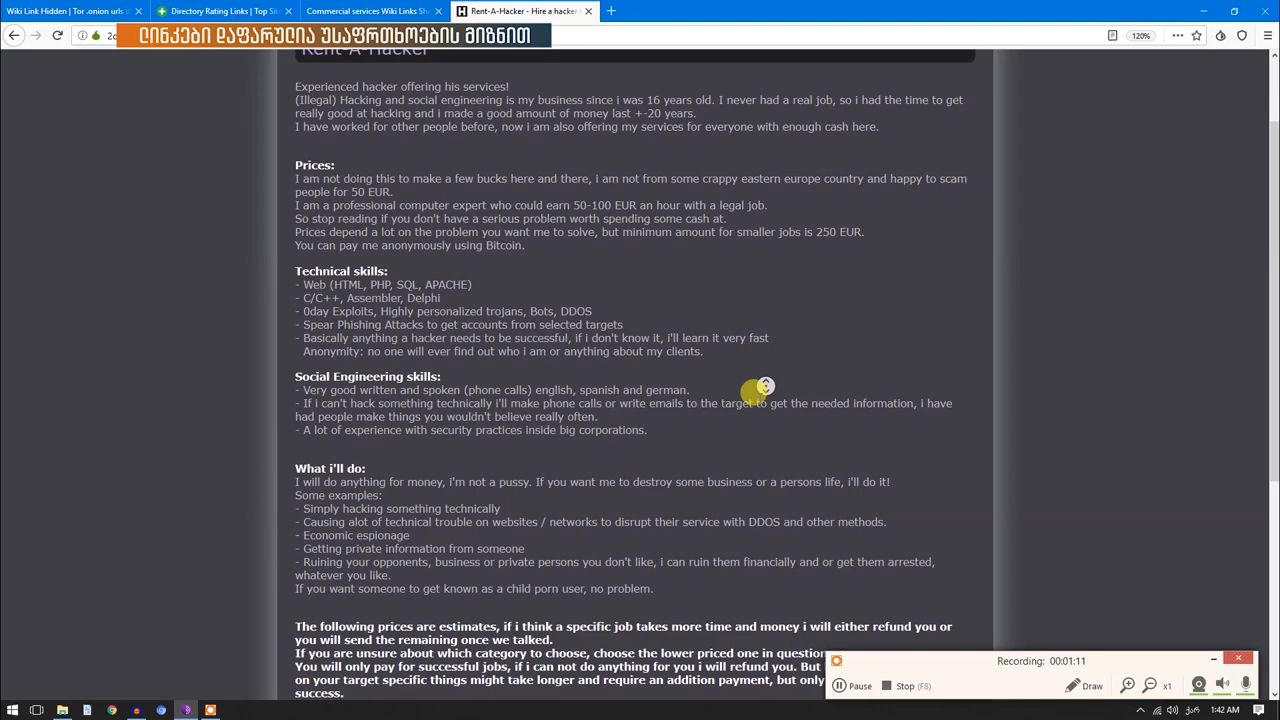 Wiki Link Hidden | Tor .onion urls d
Directory Rating Links | Top Sit
Commercial services Wiki Links Sh
Rent-A-Hacker - Hire a hacker f
ლინკები დაფარულია უსაფრთხოების მიზნით
120%
Rent-A-Hacker
Experienced hacker offering his services!
(Illegal) Hacking and social engineering is my business since i was 16 years old. I never had a real job, so i had the time to get
really good at hacking and i made a good amount of money last +-20 years.
I have worked for other people before, now i am also offering my services for everyone with enough cash here.
Prices:
I am not doing this to make a few bucks here and there, i am not from some crappy eastern europe country and happy to scam
people for 50 EUR.
I am a professional computer expert who could earn 50-100 EUR an hour with a legal job.
So stop reading if you don't have a serious problem worth spending some cash at.
Prices depend a lot on the problem you want me to solve, but minimum amount for smaller jobs is 250 EUR.
You can pay me anonymously using Bitcoin.
Technical skills:
- Web (HTML, PHP, SQL, APACHE)
- C/C++, Assembler, Delphi
- 0day Exploits, Highly personalized trojans, Bots, DDOS
- Spear Phishing Attacks to get accounts from selected targets
- Basically anything a hacker needs to be successful, if i don't know it, i'll learn it very fast
Anonymity: no one will ever find out who i am or anything about my clients.
Social Engineering skills:
- Very good written and spoken (phone calls) english, spanish and german.
- If i can't hack something technically i'll make phone calls or write emails to the target to get the needed information, i have
had people make things you wouldn't believe really often.
- A lot of experience with security practices inside big corporations.
What i'll do:
I will do anything for money, i'm not a pussy. If you want me to destroy some business or a persons life, i'll do it!
Some examples:
- Simply hacking something technically
- Causing alot of technical trouble on websites / networks to disrupt their service with DDOS and other methods.
- Economic espionage
- Getting private information from someone
- Ruining your opponents, business or private persons you don't like, i can ruin them financially and or get them arrested,
whatever you like.
If you want someone to get known as a child porn user, no problem.
The following prices are estimates, if i think a specific job takes more time and money i will either refund you or
you will send the remaining once we talked.
If you are unsure about which category to choose, choose the lower priced one in question
You will only pay for successful jobs, if i can not do anything for you i will refund you. But
on your target specific things might take longer and require an addition payment, but only
success.
Recording: 00:01:11
Pause
Stop (F8)
Draw
x1
1:42 AM